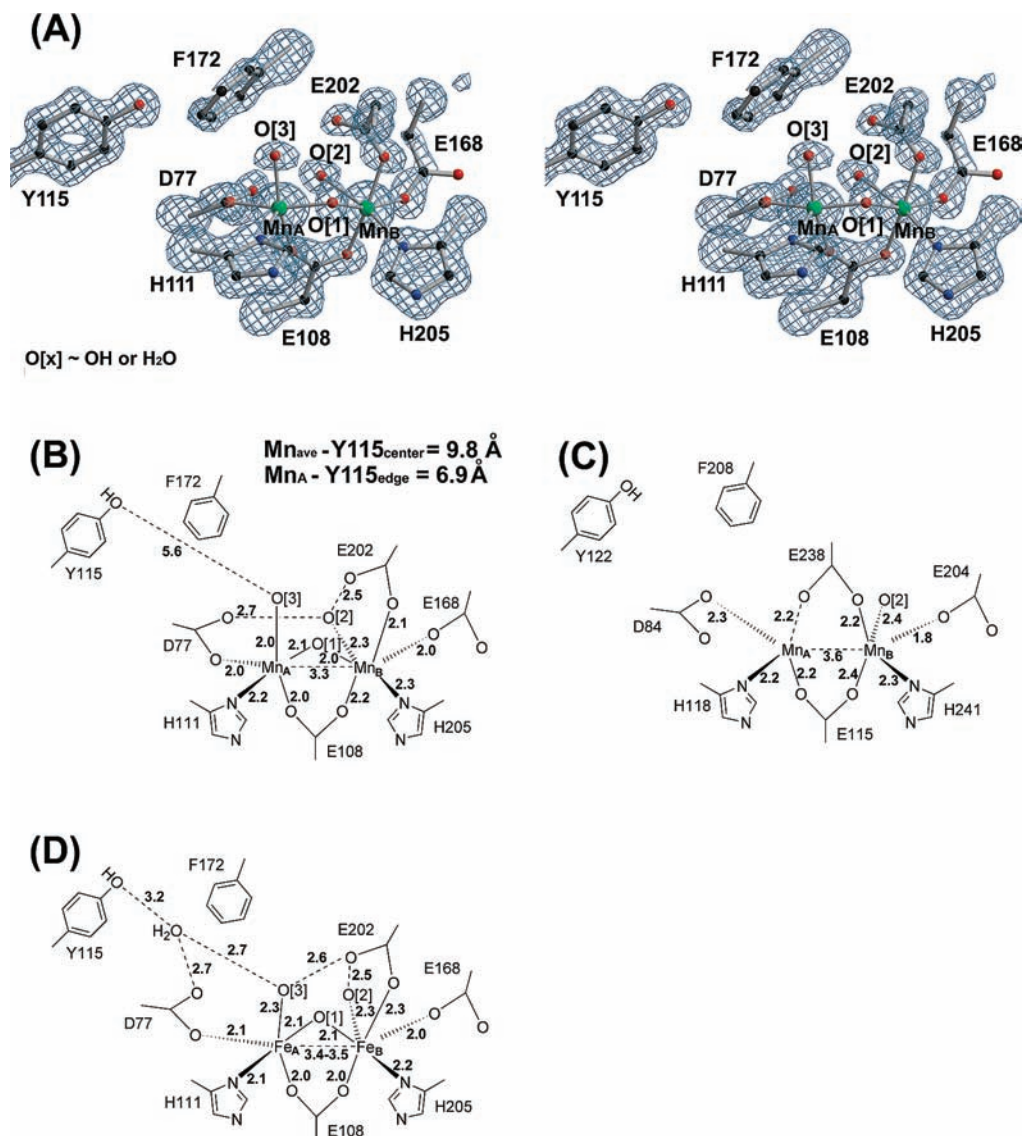 (A)
F172
E202
O[3]
O[2]
E168
Y115
D77
MnA
O[1]
MnB
H111
E108
H205
F172
E202
O[3]
O[2]
E168
Y115
D77
MnA
O[1]
MnB
H111
E108
H205
O[x] ~ OH or H2O
(B)
Mnave - Y115center = 9.8 Å
MnA - Y115edge = 6.9 Å
HO
F172
Y115
5.6
E202
O
2.5
O[3]
O[2]
O
E168
2.7
O
2.1
O
D77
2.0
2.1
O[1]
2.0
2.3
2.0
O
O
2.0
MnA
3.3
MnB
2.2
2.0
2.2
2.3
H111
N
N
O
O
N
N
H205
E108
(C)
OH
F208
Y122
E238
E204
O
2.3
2.2
O
O
O[2]
O
D84
O
2.2
2.4
1.8
O
MnA
3.6
MnB
2.2
2.2
2.4
2.3
H118
N
N
O
O
N
N
H241
E115
(D)
HO
F172
3.2
Y115
H2O
2.7
2.6
E202
O
2.5
O
E168
2.7
O
O[3]
O[2]
O
D77
O
2.3
2.1
O[1]
2.1
2.3
2.3
2.0
O
2.1
FeA
3.4-3.5
FeB
2.1
2.0
2.0
2.2
H111
N
N
O
O
N
N
H205
E108